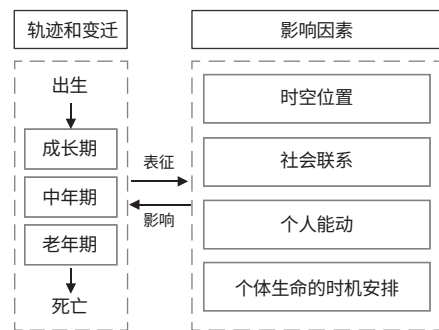 轨迹和变迁
影响因素
出生
成长期
中年期
老年期
死亡
表征
影响
时空位置
社会联系
个人能动
个体生命的时机安排